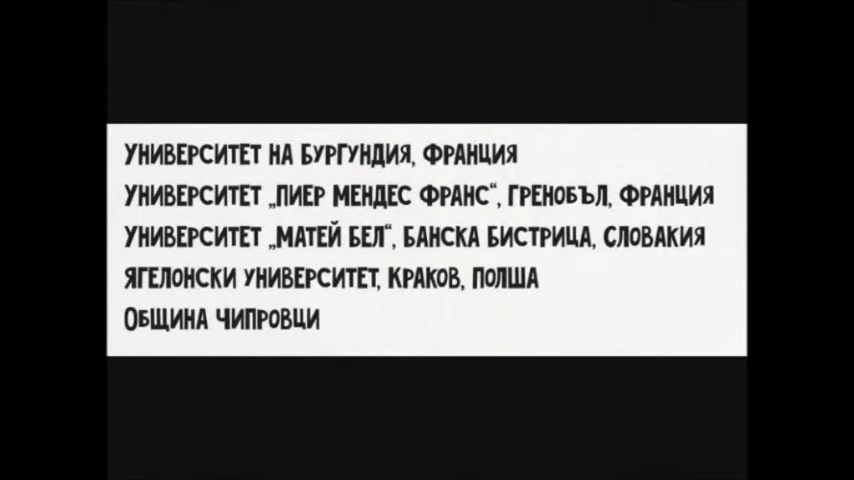 УНИВЕРСИТЕТ НА БУРГУНДИЯ, ФРАНЦИЯ
УНИВЕРСИТЕТ „ПИЕР МЕНДЕС ФРАНС“, ГРЕНОБЪЛ, ФРАНЦИЯ
УНИВЕРСИТЕТ „МАТЕЙ БЕЛ“, БАНСКА БИСТРИЦА, СЛОВАКИЯ
ЯГЕЛОНСКИ УНИВЕРСИТЕТ, КРАКОВ, ПОЛША
ОБЩИНА ЧИПРОВЦИ